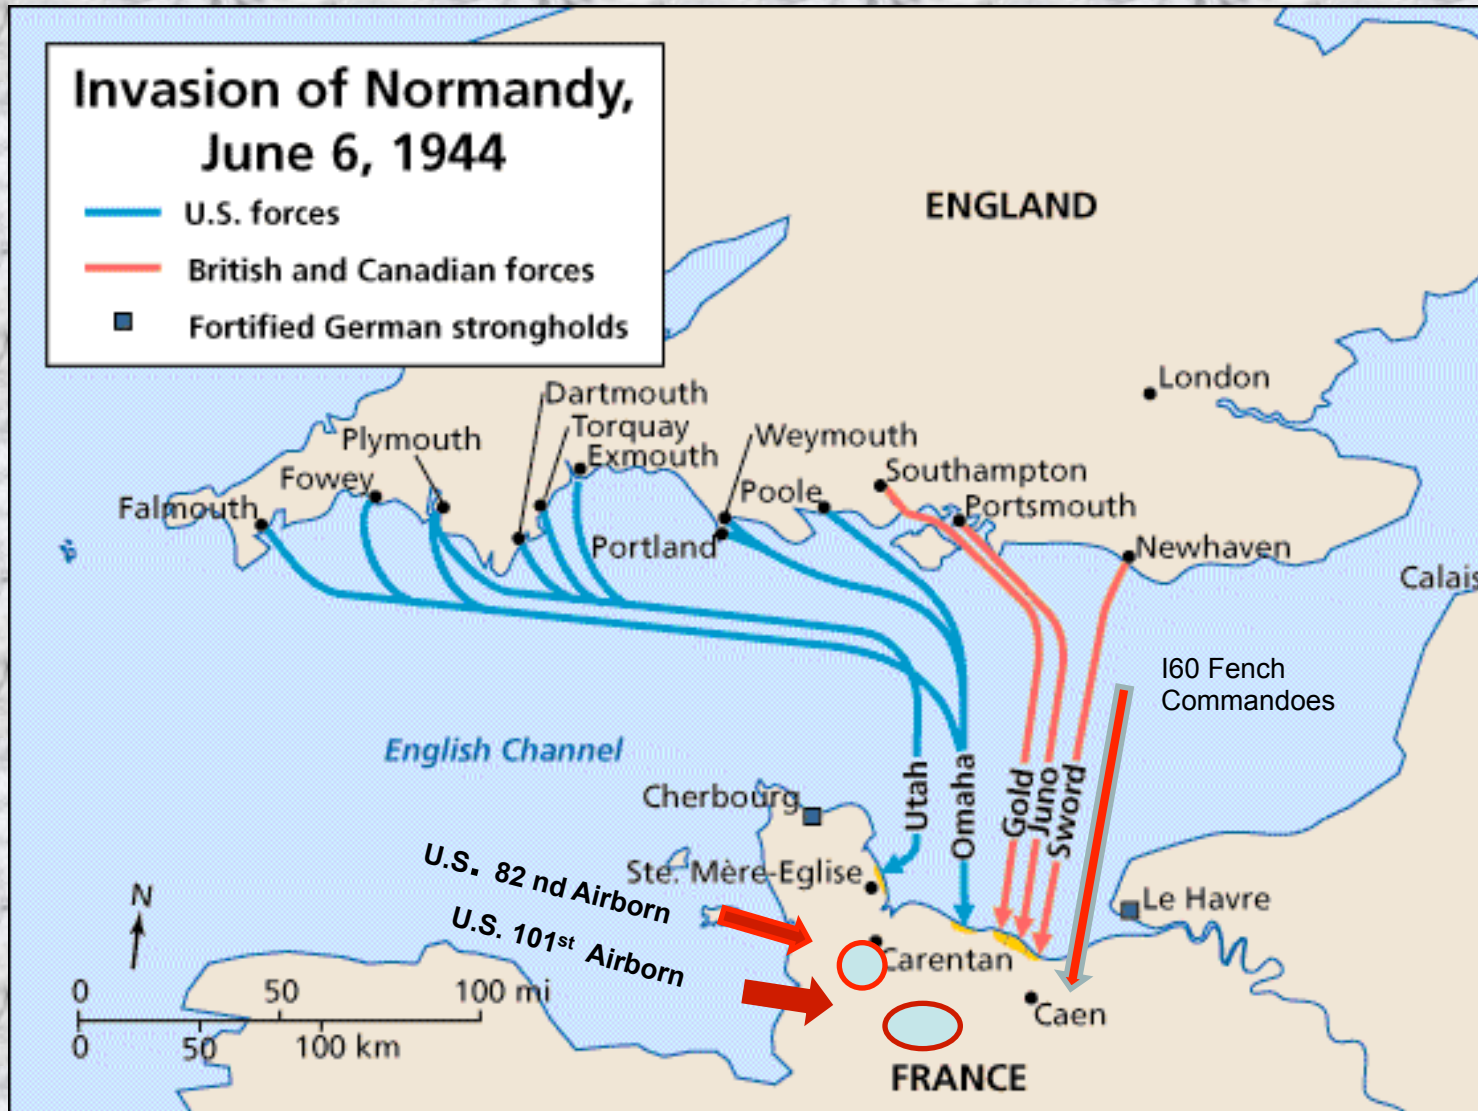 Invasion of Normandy,
June 6, 1944
U.S. forces
British and Canadian forces
Fortified German strongholds
ENGLAND
London
Dartmouth
Torquay
Exmouth
Plymouth
Fowey
Falmouth
Weymouth
Portland
Poole
Southampton
Portsmouth
Newhaven
Calais
I60 Fench
Commandoes
English Channel
Utah
Omaha
Gold
Juno
Sword
Cherbourg
Ste. Mère-Eglise
U.S. 82 nd Airborn
U.S. 101st Airborn
Carentan
Le Havre
Caen
FRANCE
N
0 50 100 mi
0 50 100 km